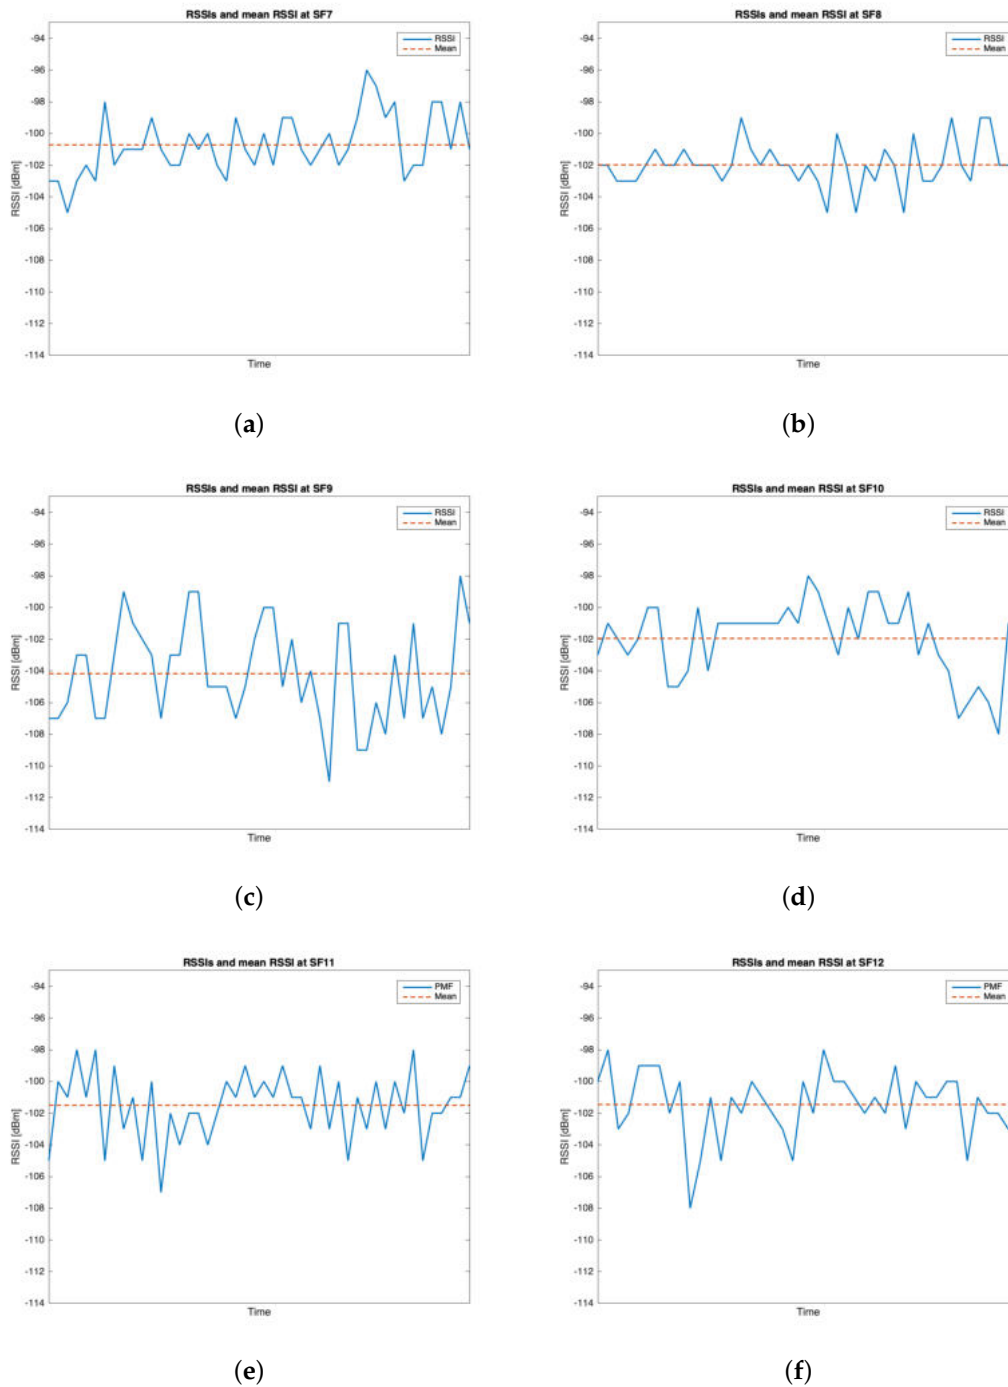 RSSIs and mean RSSI at SF7
RSSI
Mean
-94
-96
-98
-100
-102
-104
-106
-108
-110
-112
-114
RSSI [dBm]
Time
(a)
RSSIs and mean RSSI at SF8
RSSI
Mean
-94
-96
-98
-100
-102
-104
-106
-108
-110
-112
-114
RSSI [dBm]
Time
(b)
RSSIs and mean RSSI at SF9
RSSI
Mean
-94
-96
-98
-100
-102
-104
-106
-108
-110
-112
-114
RSSI [dBm]
Time
(c)
RSSIs and mean RSSI at SF10
RSSI
Mean
-94
-96
-98
-100
-102
-104
-106
-108
-110
-112
-114
RSSI [dBm]
Time
(d)
RSSIs and mean RSSI at SF11
PMF
Mean
-94
-96
-98
-100
-102
-104
-106
-108
-110
-112
-114
RSSI [dBm]
Time
(e)
RSSIs and mean RSSI at SF12
PMF
Mean
-94
-96
-98
-100
-102
-104
-106
-108
-110
-112
-114
RSSI [dBm]
Time
(f)